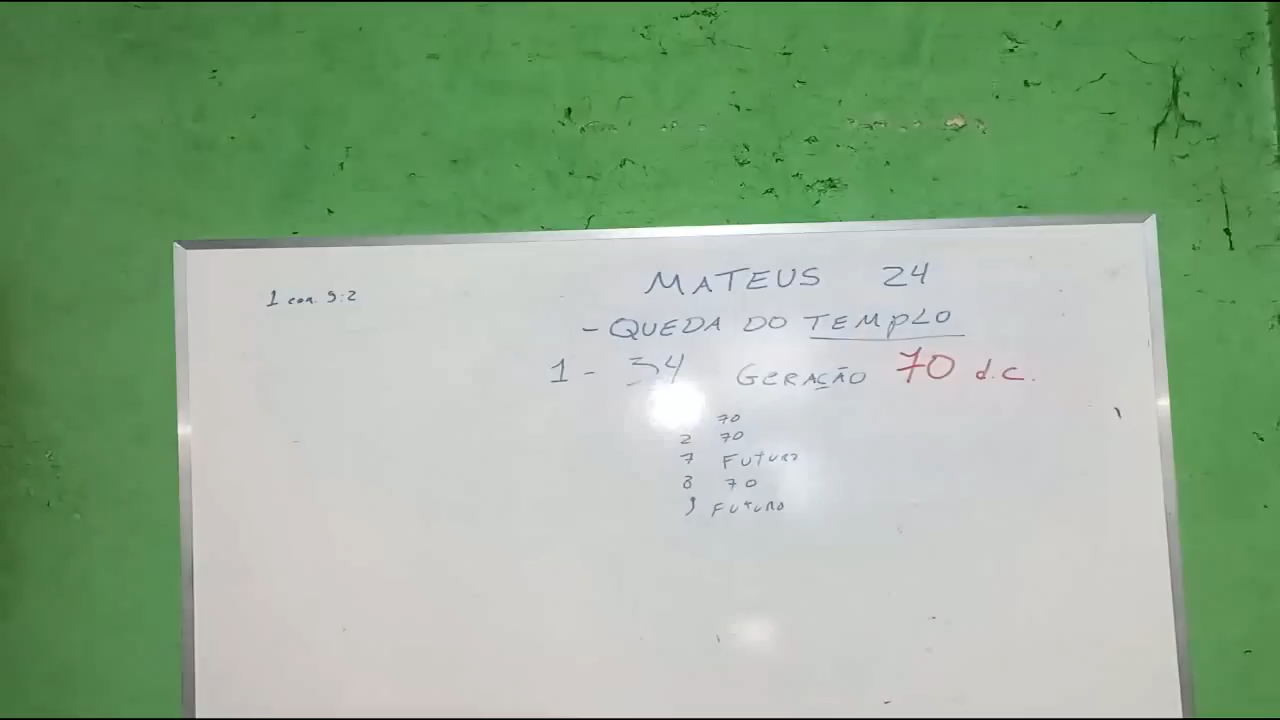 1 cor. 9:2
MATEUS 24
- QUEDA DO TEMPLO
1 - 34 GERAÇÃO 70 d.C.
70
2 70
7 FUTURO
8 70
9 FUTURO